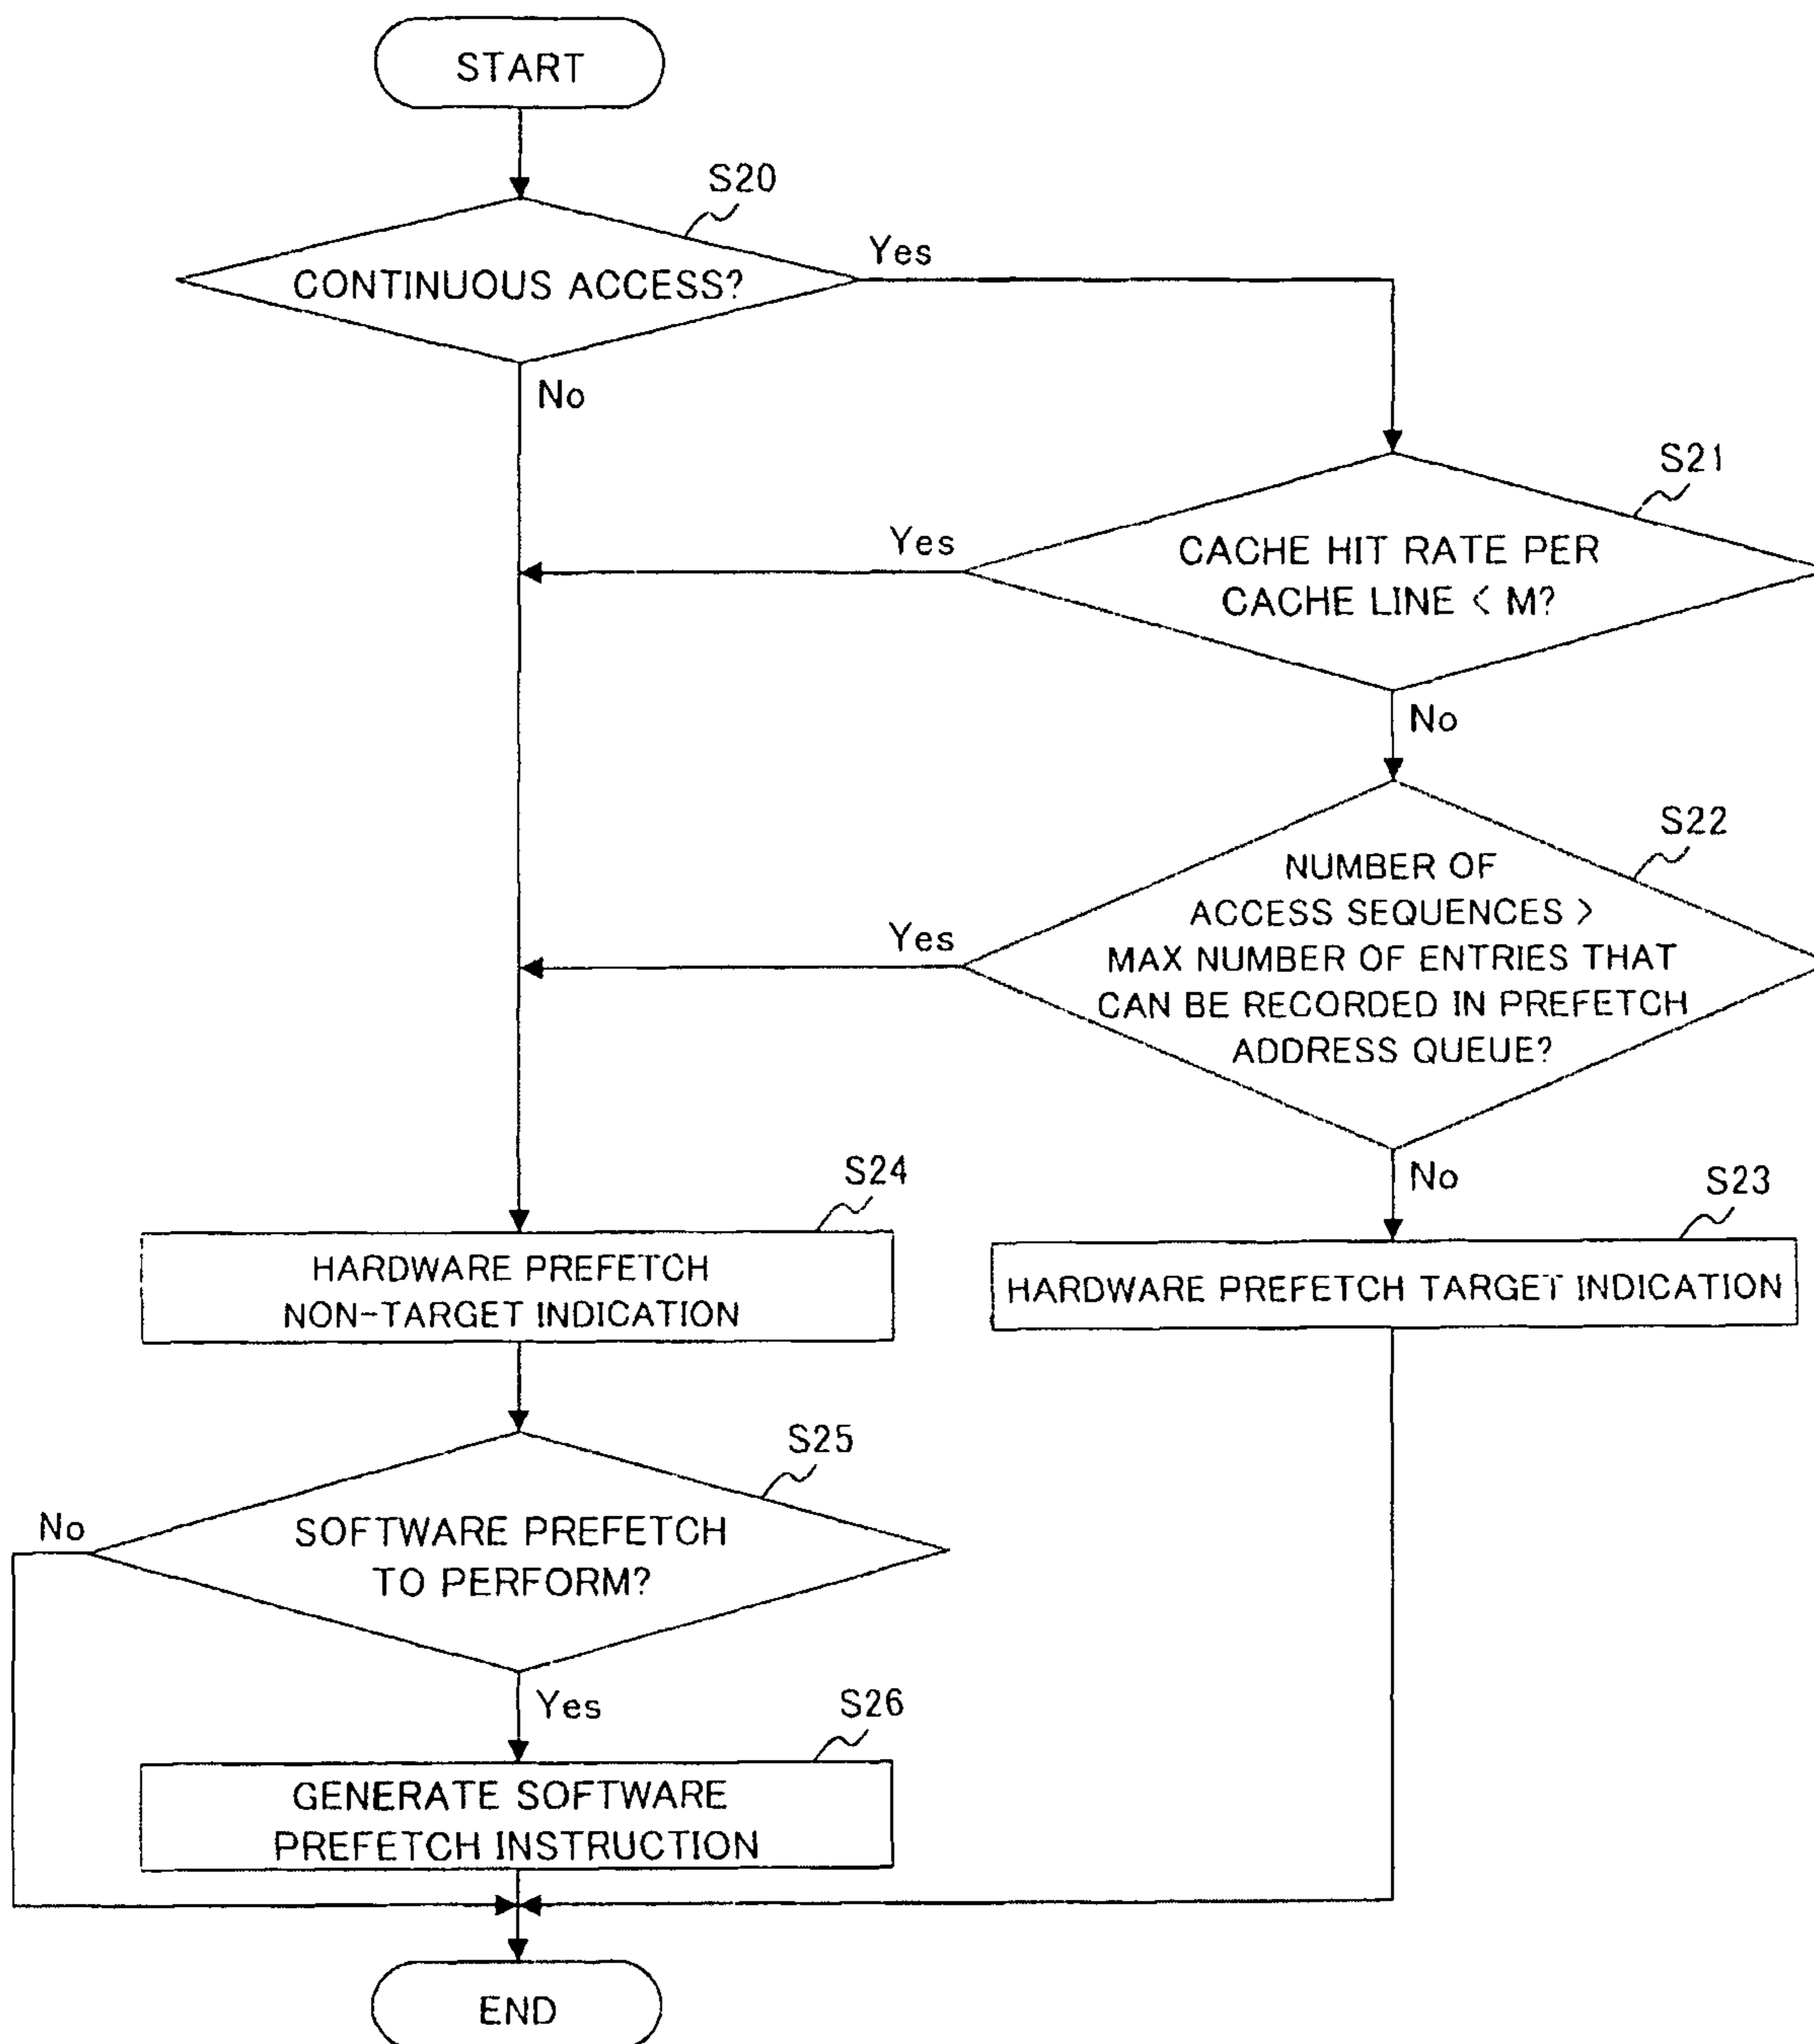 START
S20
CONTINUOUS ACCESS?
Yes
No
S21
CACHE HIT RATE PER
CACHE LINE < M?
Yes
No
S22
NUMBER OF
ACCESS SEQUENCES >
MAX NUMBER OF ENTRIES THAT
CAN BE RECORDED IN PREFETCH
ADDRESS QUEUE?
Yes
No
S24
HARDWARE PREFETCH
NON-TARGET INDICATION
S23
HARDWARE PREFETCH TARGET INDICATION
S25
SOFTWARE PREFETCH
TO PERFORM?
No
Yes
S26
GENERATE SOFTWARE
PREFETCH INSTRUCTION
END